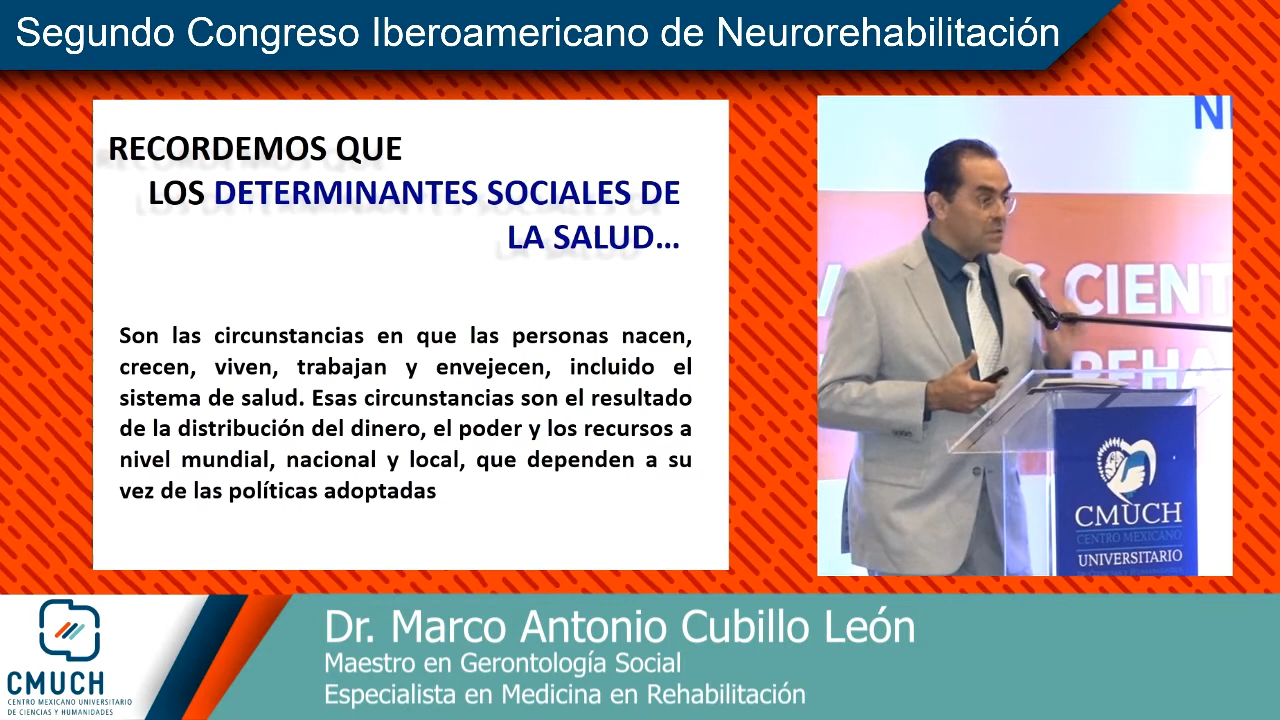 Segundo Congreso Iberoamericano de Neurorehabilitación
RECORDEMOS QUE
LOS DETERMINANTES SOCIALES DE
LA SALUD...
Son las circunstancias en que las personas nacen,
crecen, viven, trabajan y envejecen, incluido el
sistema de salud. Esas circunstancias son el resultado
de la distribución del dinero, el poder y los recursos a
nivel mundial, nacional y local, que dependen a su
vez de las políticas adoptadas
CIENT
REHA
CMUCH
CENTRO MEXICANO
UNIVERSITARIO
Dr. Marco Antonio Cubillo León
Maestro en Gerontología Social
Especialista en Medicina en Rehabilitación
CMUCH
CENTRO MEXICANO UNIVERSITARIO
DE CIENCIAS Y HUMANIDADES